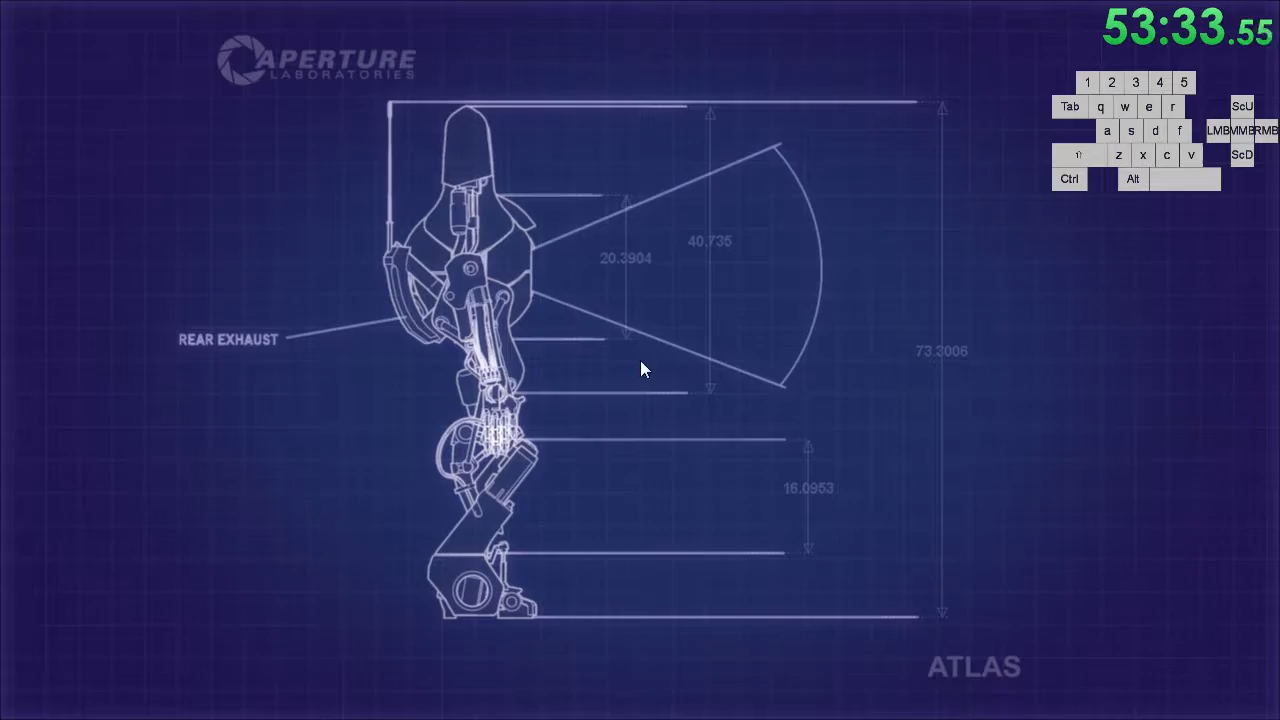 53:33.55
1 2 3 4 5
Tab q w e r ScU
a s d f LMB MMB RMB
⇧ z x c v ScD
Ctrl Alt
APERTURE
LABORATORIES
40.735
20.3904
REAR EXHAUST
73.3006
16.0953
ATLAS